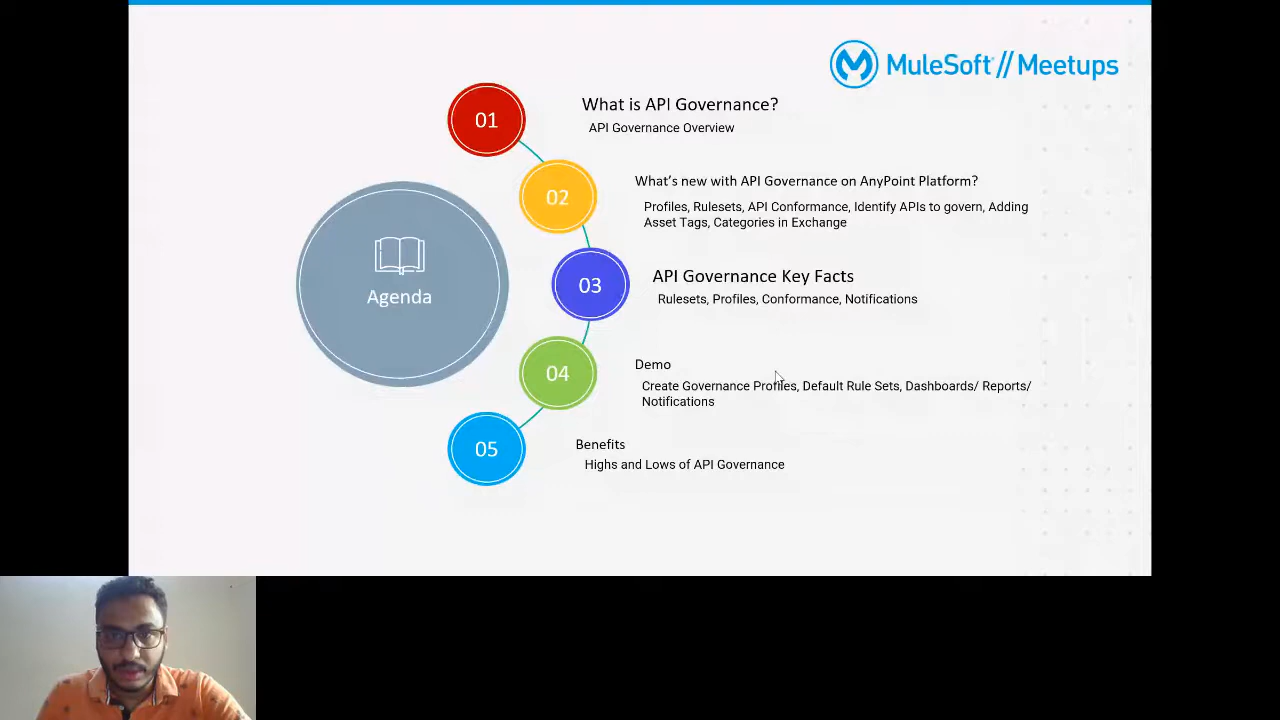 MuleSoft // Meetups
01
What is API Governance?
API Governance Overview
02
What's new with API Governance on AnyPoint Platform?
Profiles, Rulesets, API Conformance, Identify APIs to govern, Adding
Asset Tags, Categories in Exchange
Agenda
03
API Governance Key Facts
Rulesets, Profiles, Conformance, Notifications
04
Demo
Create Governance Profiles, Default Rule Sets, Dashboards/ Reports/
Notifications
05
Benefits
Highs and Lows of API Governance